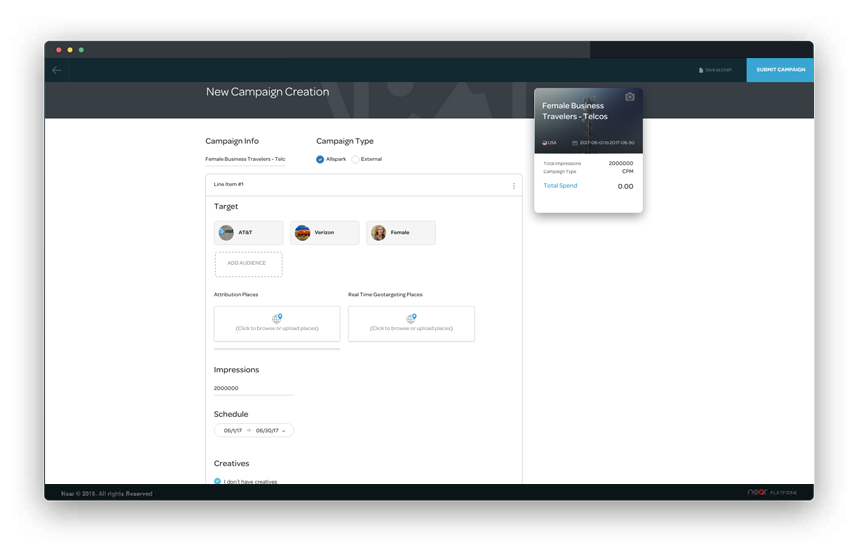 Save as Draft
SUBMIT CAMPAIGN
New Campaign Creation
Female Business
Travelers - Telcos
USA
2017-06-01 to 2017-06-30
Total Impressions 2000000
Campaign Type CPM
Total Spend 0.00
Campaign Info
Female Business Travelers - Telc
Campaign Type
Allspark External
Line Item #1
Target
AT&T Verizon Female
ADD AUDIENCE
Attribution Places Real Time Geotargeting Places
(Click to browse or upload places) (Click to browse or upload places)
Impressions
2000000
Schedule
06/1/17 → 06/30/17
Creatives
I don't have creatives
Near © 2016. All rights Reserved
near PLATFORM